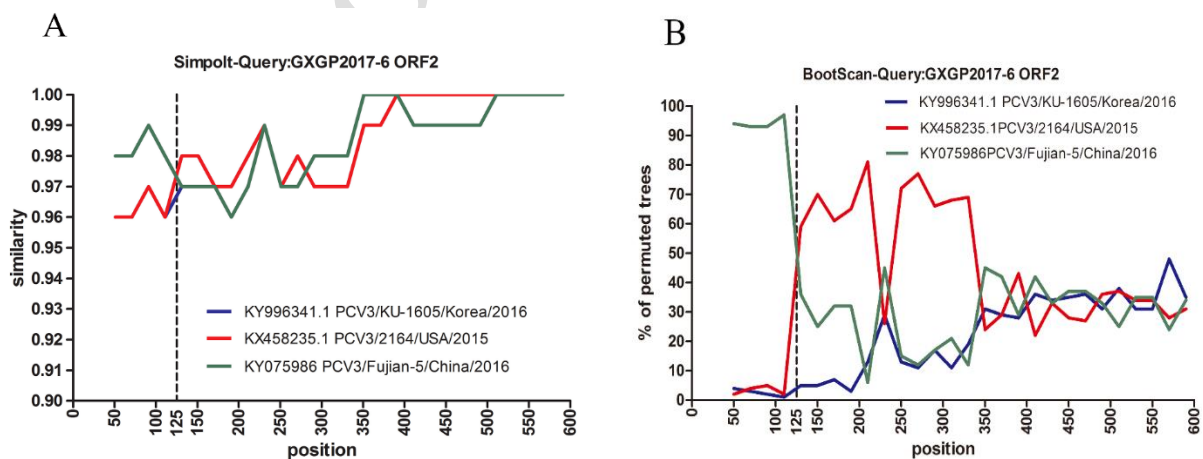 A
Simpolt-Query:GXGP2017-6 ORF2
similarity
1.00
0.99
0.98
0.97
0.96
0.95
0.94
0.93
0.92
0.91
0.90
KY996341.1 PCV3/KU-1605/Korea/2016
KX458235.1 PCV3/2164/USA/2015
KY075986 PCV3/Fujian-5/China/2016
0 50 100 125 150 200 250 300 350 400 450 500 550 600
position
B
BootScan-Query:GXGP2017-6 ORF2
% of permuted trees
100
90
80
70
60
50
40
30
20
10
0
KY996341.1 PCV3/KU-1605/Korea/2016
KX458235.1PCV3/2164/USA/2015
KY075986PCV3/Fujian-5/China/2016
0 50 100 125 150 200 250 300 350 400 450 500 550 600
position